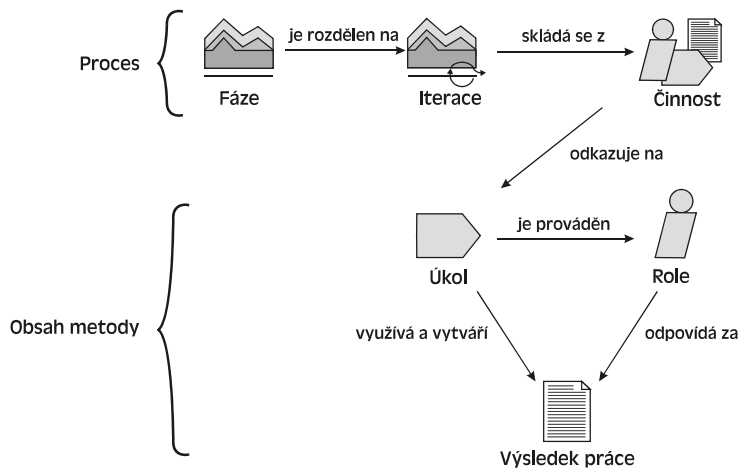 je rozdělen na
skládá se z
Proces
Fáze
Iterace
Činnost
odkazuje na
je prováděn
Úkol
Role
Obsah metody
využívá a vytváří
odpovídá za
Výsledek práce